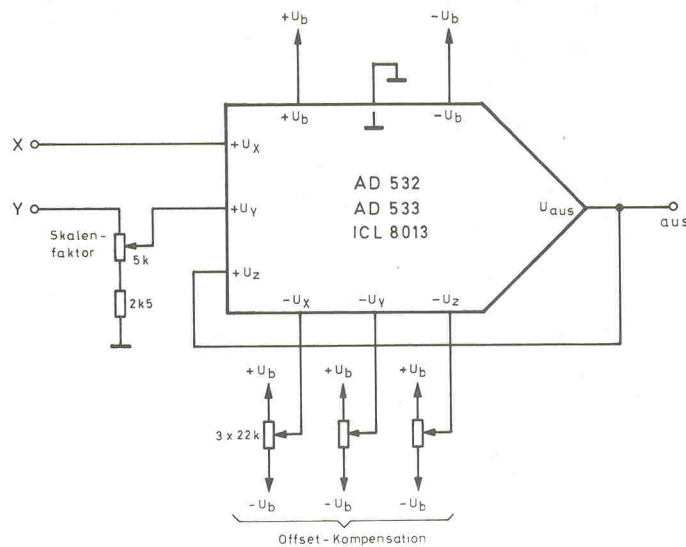 +Ub
−Ub
+Ub
−Ub
X
+Ux
AD 532
AD 533
ICL 8013
Y
+Uy
Uaus
aus
Skalen-
faktor
5k
+Uz
2k5
−Ux
−Uy
−Uz
+Ub
+Ub
+Ub
3 x 22k
−Ub
−Ub
−Ub
Offset-Kompensation